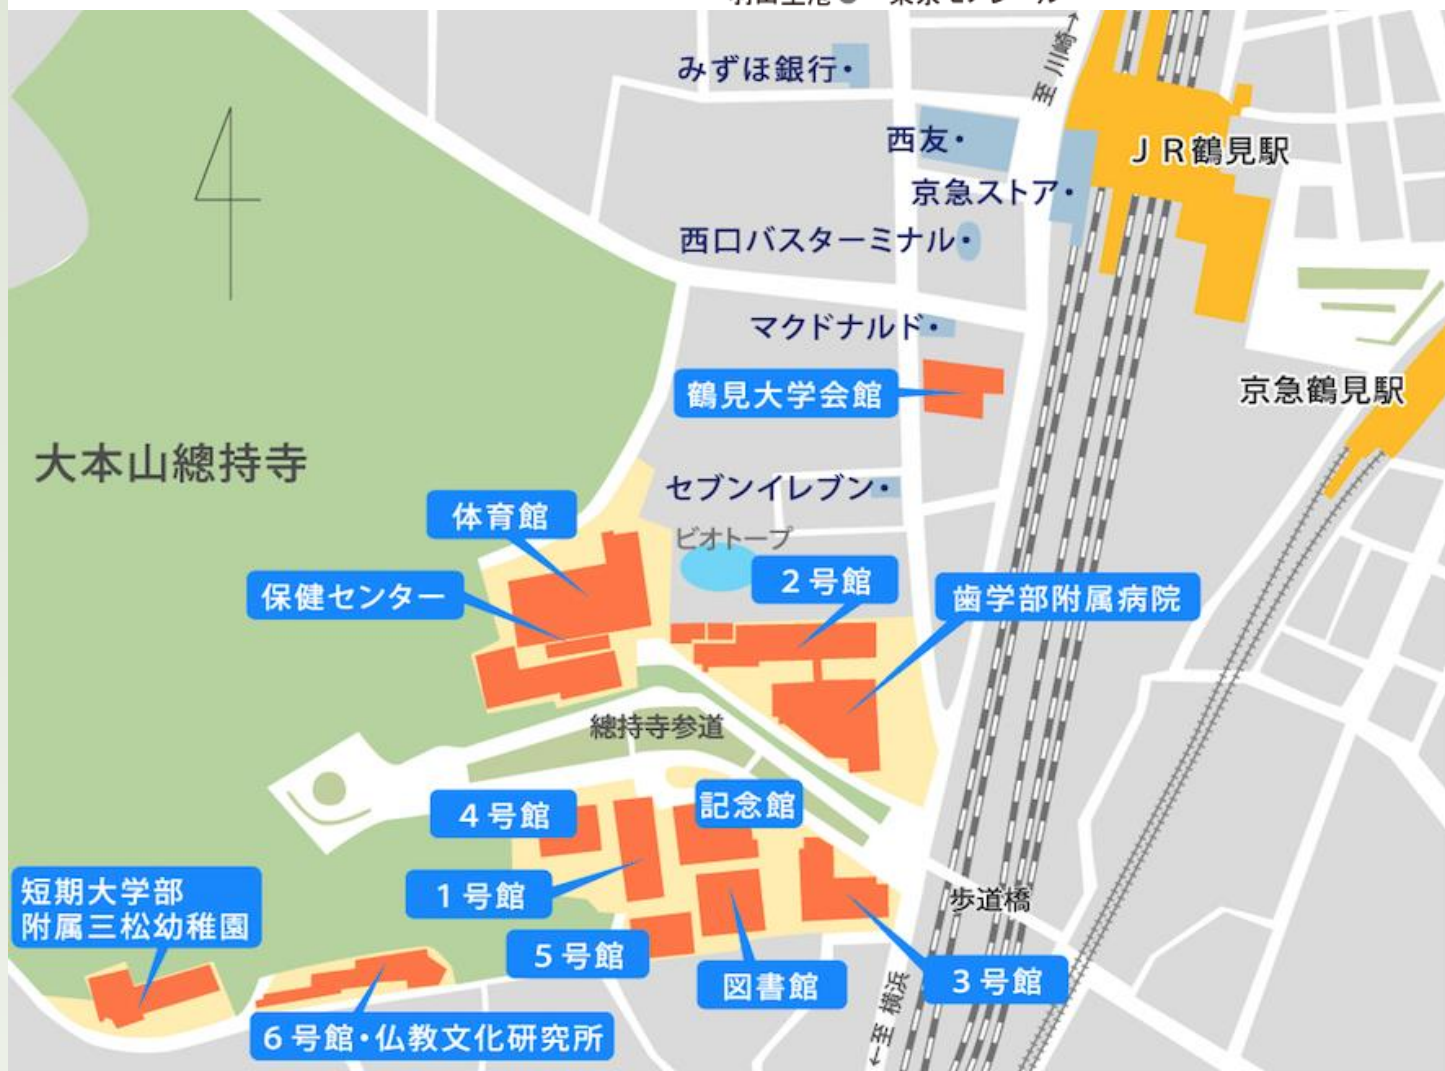 至 川崎→
みずほ銀行
西友
JR鶴見駅
京急ストア
西口バスターミナル
マクドナルド
鶴見大学会館
京急鶴見駅
大本山總持寺
セブンイレブン
体育館
ビオトープ
2号館
保健センター
歯学部附属病院
總持寺参道
4号館
記念館
1号館
短期大学部
附属三松幼稚園
歩道橋
5号館
図書館
3号館
←至 横浜
6号館・仏教文化研究所